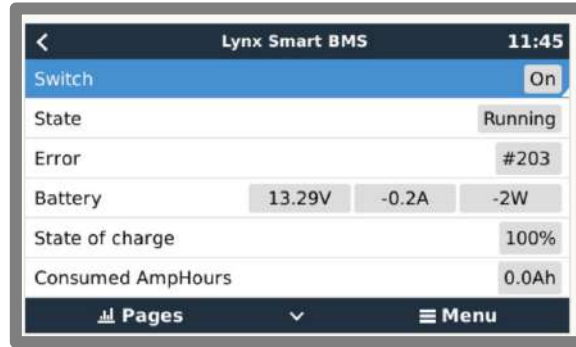 Lynx Smart BMS 11:45
Switch On
State Running
Error #203
Battery 13.29V -0.2A -2W
State of charge 100%
Consumed AmpHours 0.0Ah
Pages Menu